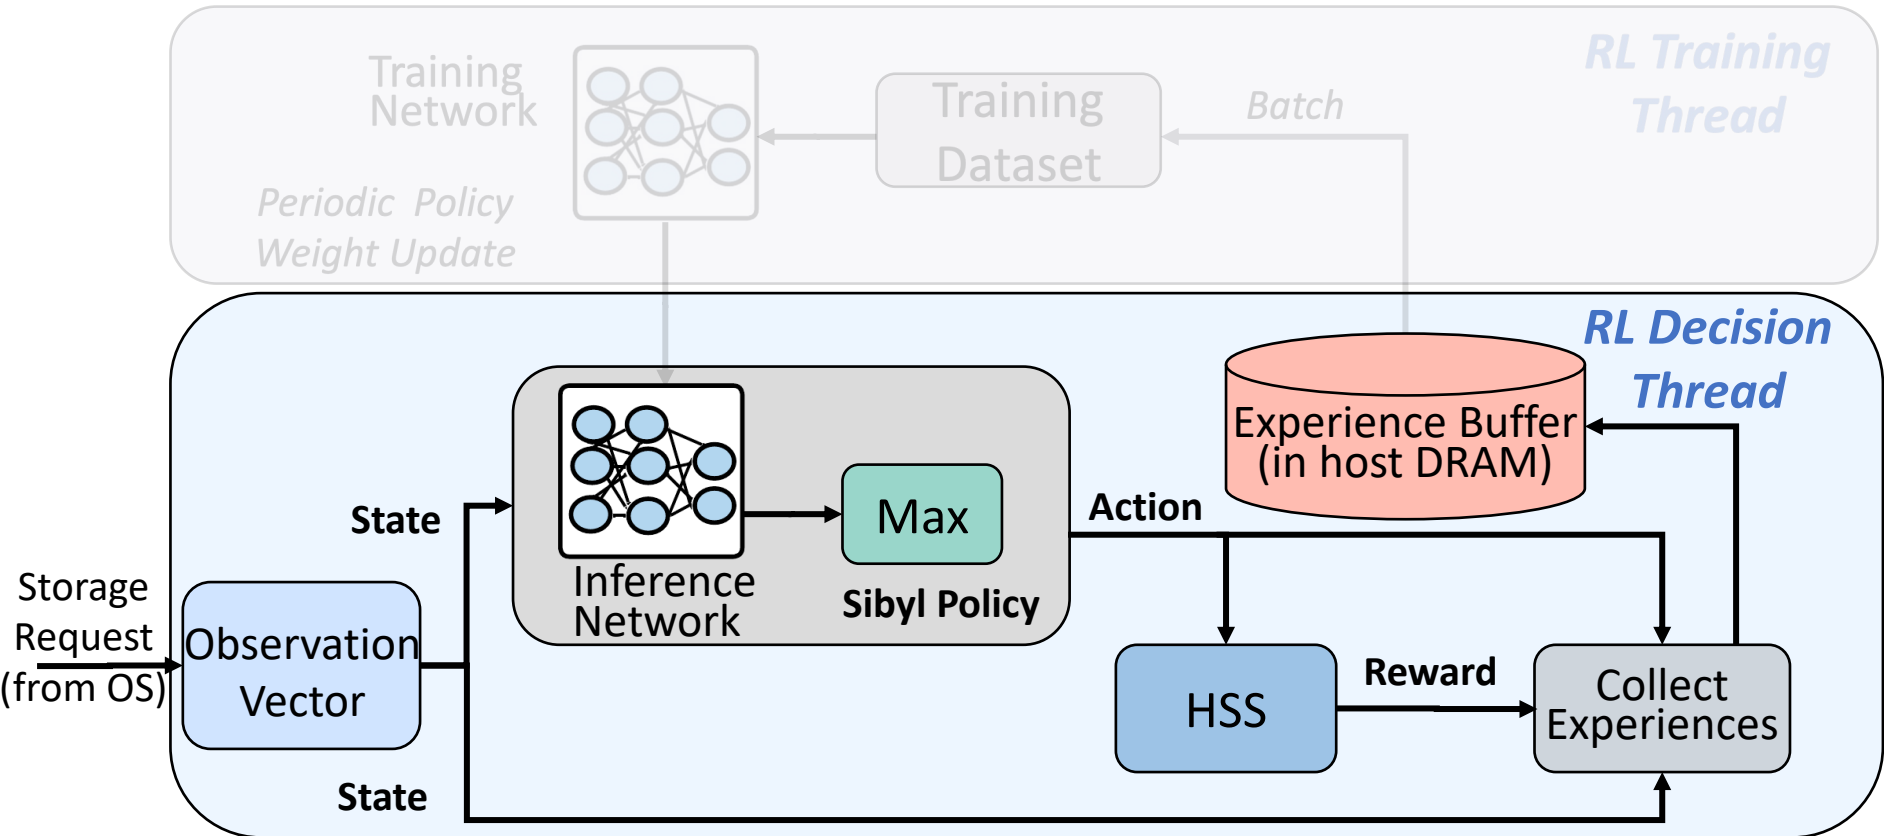 RL Training
Thread
Training
Network
Training
Dataset
Batch
Periodic Policy
Weight Update
RL Decision
Thread
Experience Buffer
(in host DRAM)
State
Max
Action
Inference
Network
Sibyl Policy
Storage
Request
(from OS)
Observation
Vector
HSS
Reward
Collect
Experiences
State